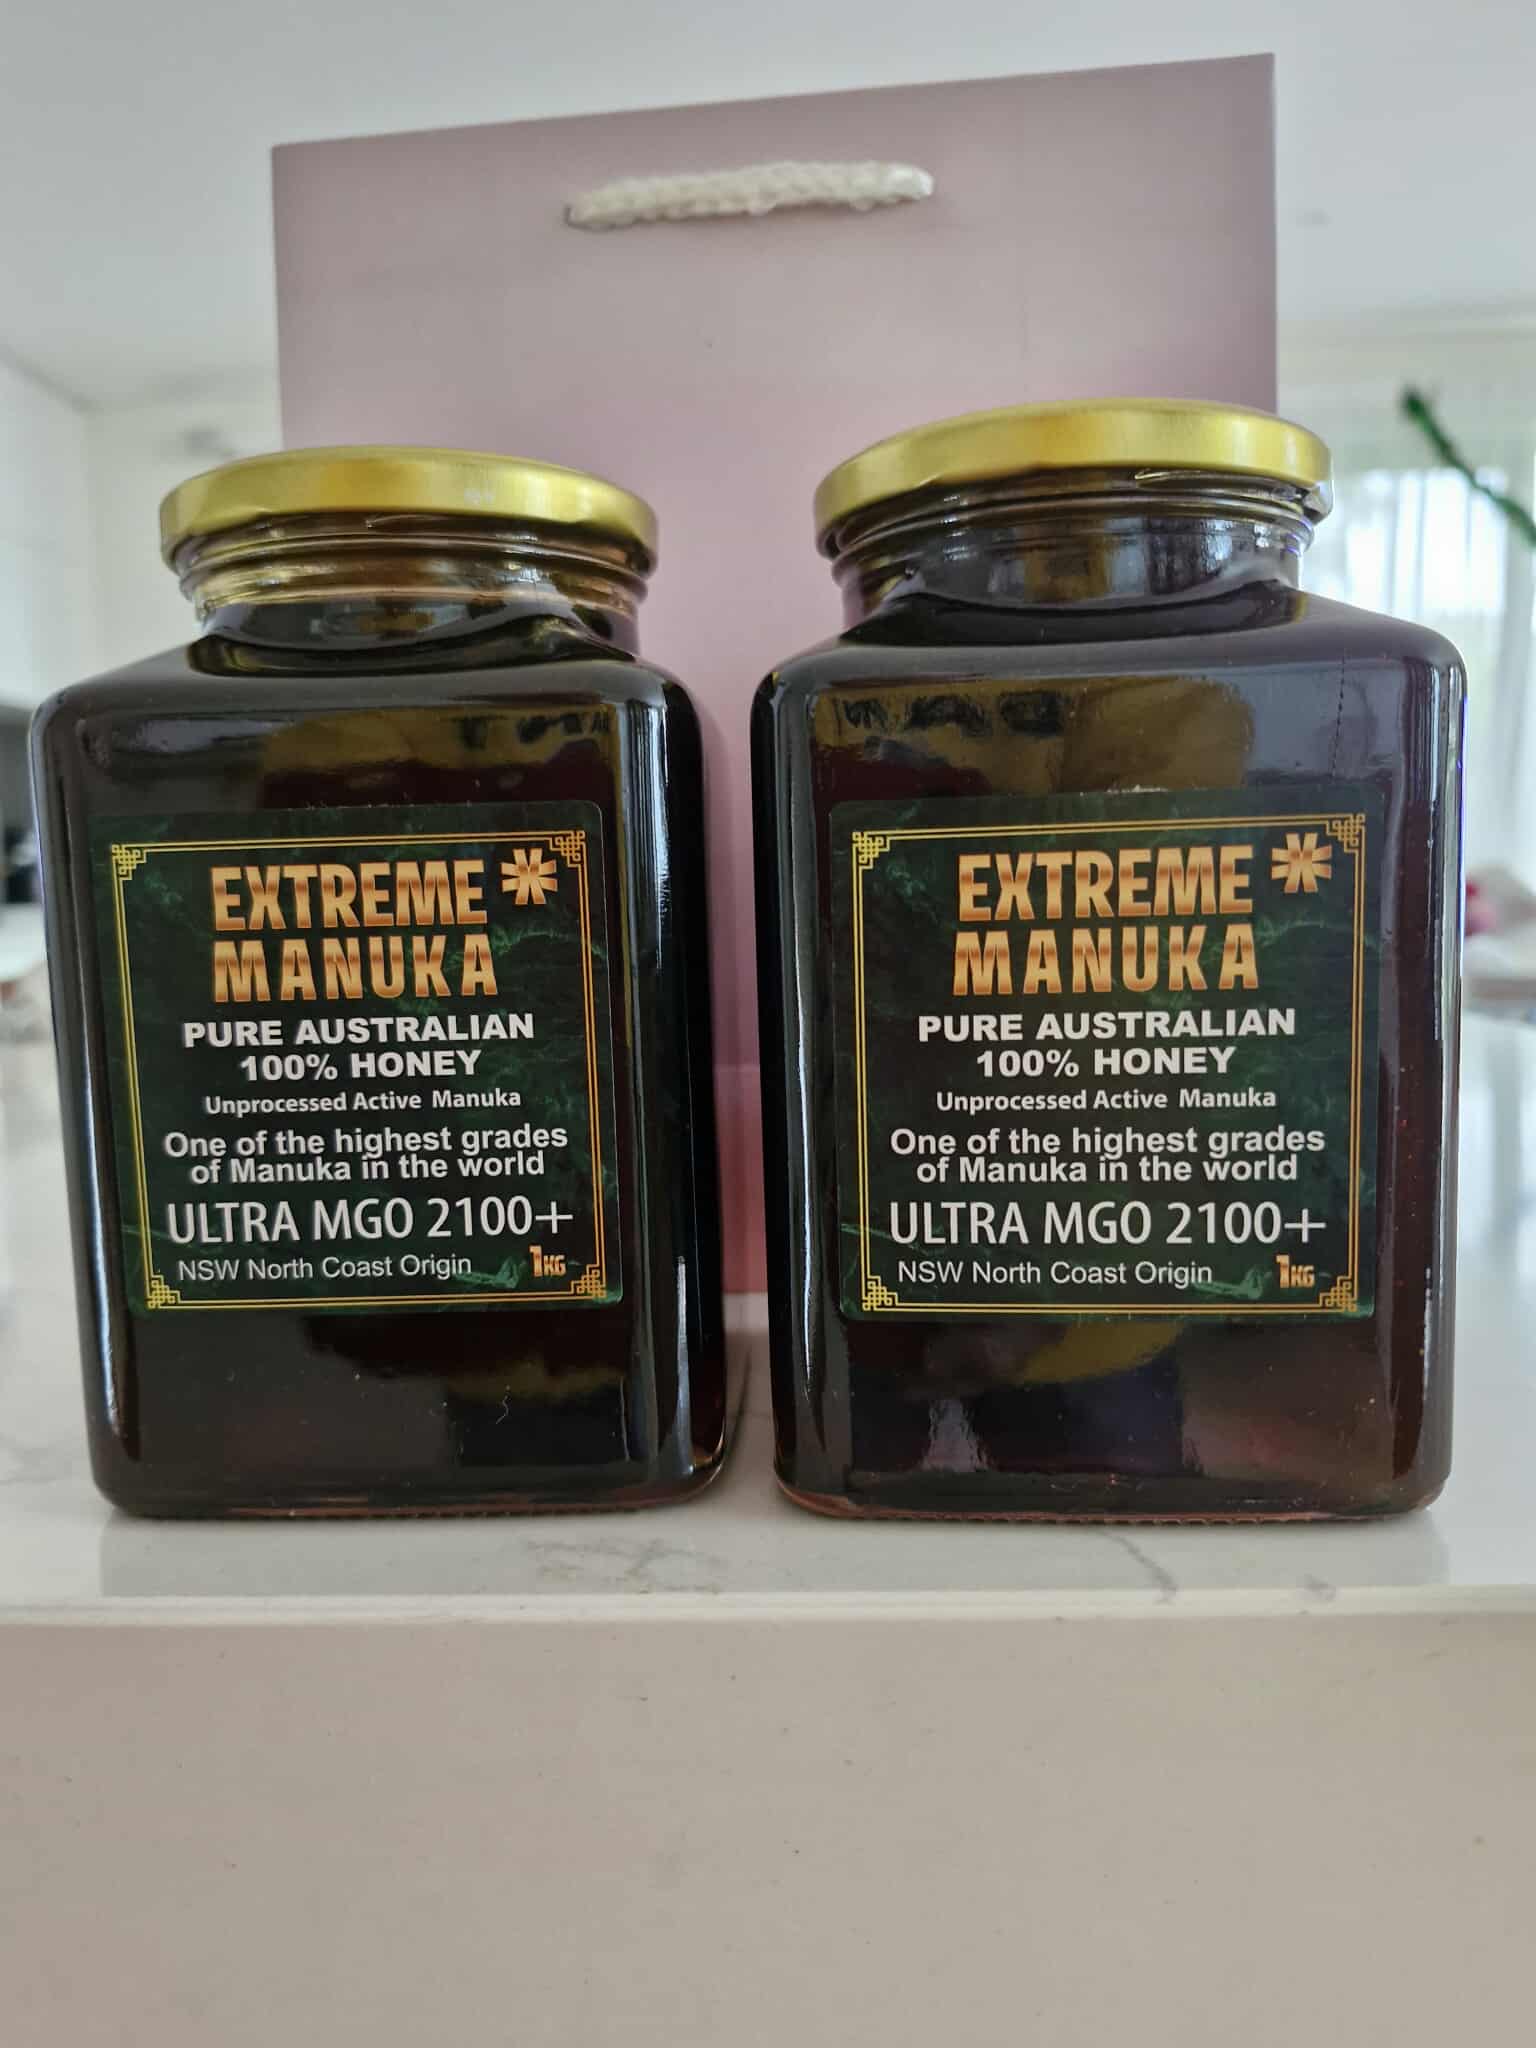 EXTREME
MANUKA
PURE AUSTRALIAN
100% HONEY
Unprocessed Active Manuka
One of the highest grades
of Manuka in the world
ULTRA MGO 2100+
NSW North Coast Origin 1KG
EXTREME
MANUKA
PURE AUSTRALIAN
100% HONEY
Unprocessed Active Manuka
One of the highest grades
of Manuka in the world
ULTRA MGO 2100+
NSW North Coast Origin 1KG